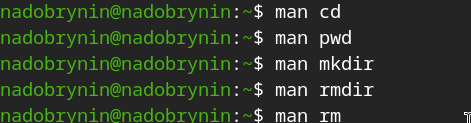 nadobrynin@nadobrynin:~$ man cd
nadobrynin@nadobrynin:~$ man pwd
nadobrynin@nadobrynin:~$ man mkdir
nadobrynin@nadobrynin:~$ man rmdir
nadobrynin@nadobrynin:~$ man rm